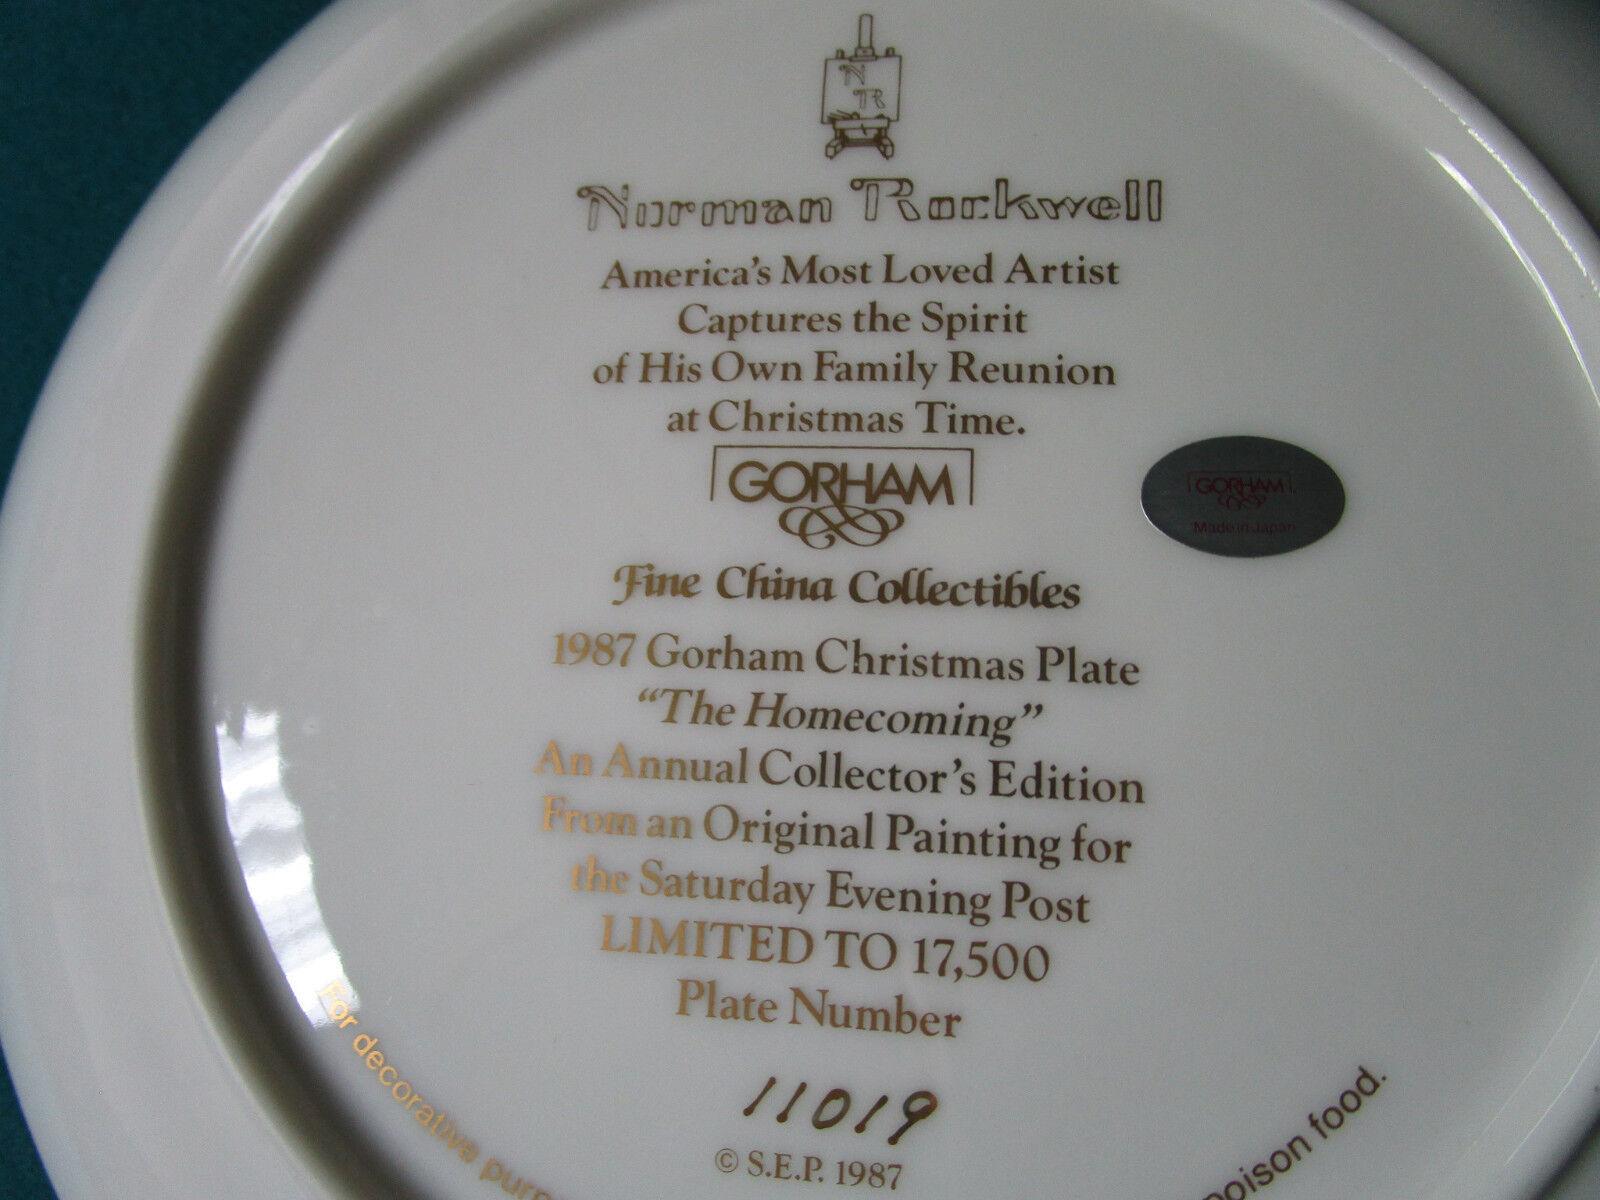 N
R
Norman Rockwell
America's Most Loved Artist
Captures the Spirit
of His Own Family Reunion
at Christmas Time.
GORHAM
Fine China Collectibles
1987 Gorham Christmas Plate
“The Homecoming”
An Annual Collector's Edition
From an Original Painting for
the Saturday Evening Post
LIMITED TO 17,500
Plate Number
11019
© S.E.P. 1987
GORHAM
Made in Japan
For decorative
poison food.